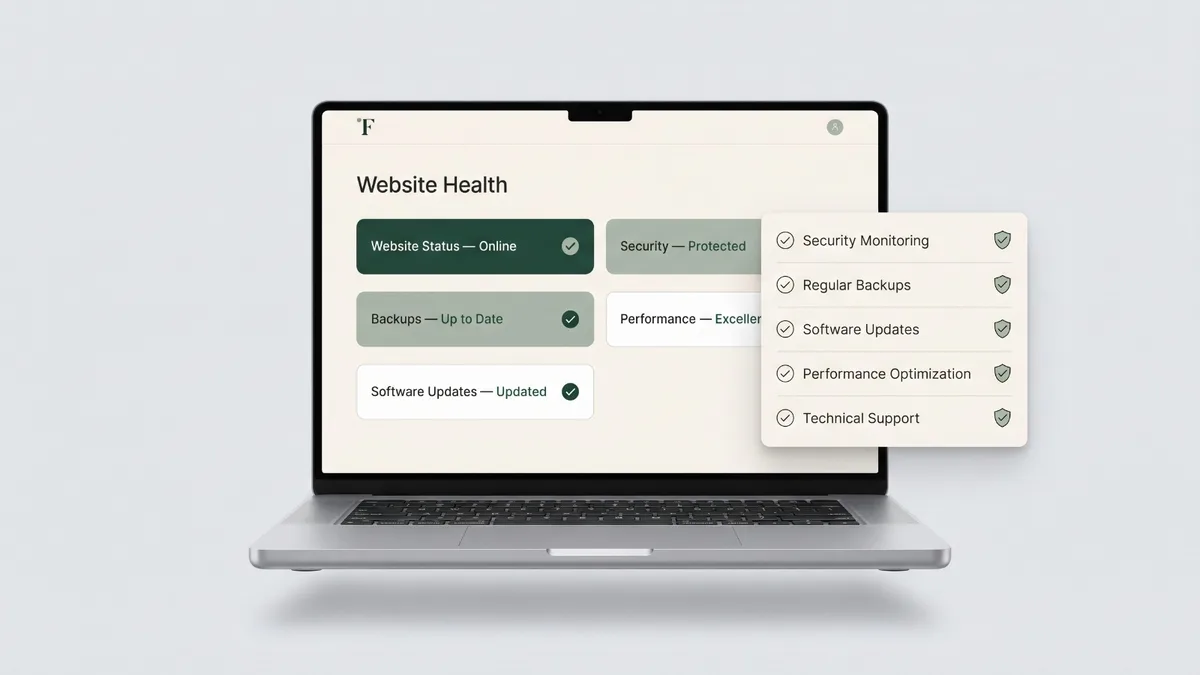 F
Website Health
Website Status — Online
Security — Protected
Backups — Up to Date
Performance —
Software Updates — Updated
Security Monitoring
Regular Backups
Software Updates
Performance Optimization
Technical Support